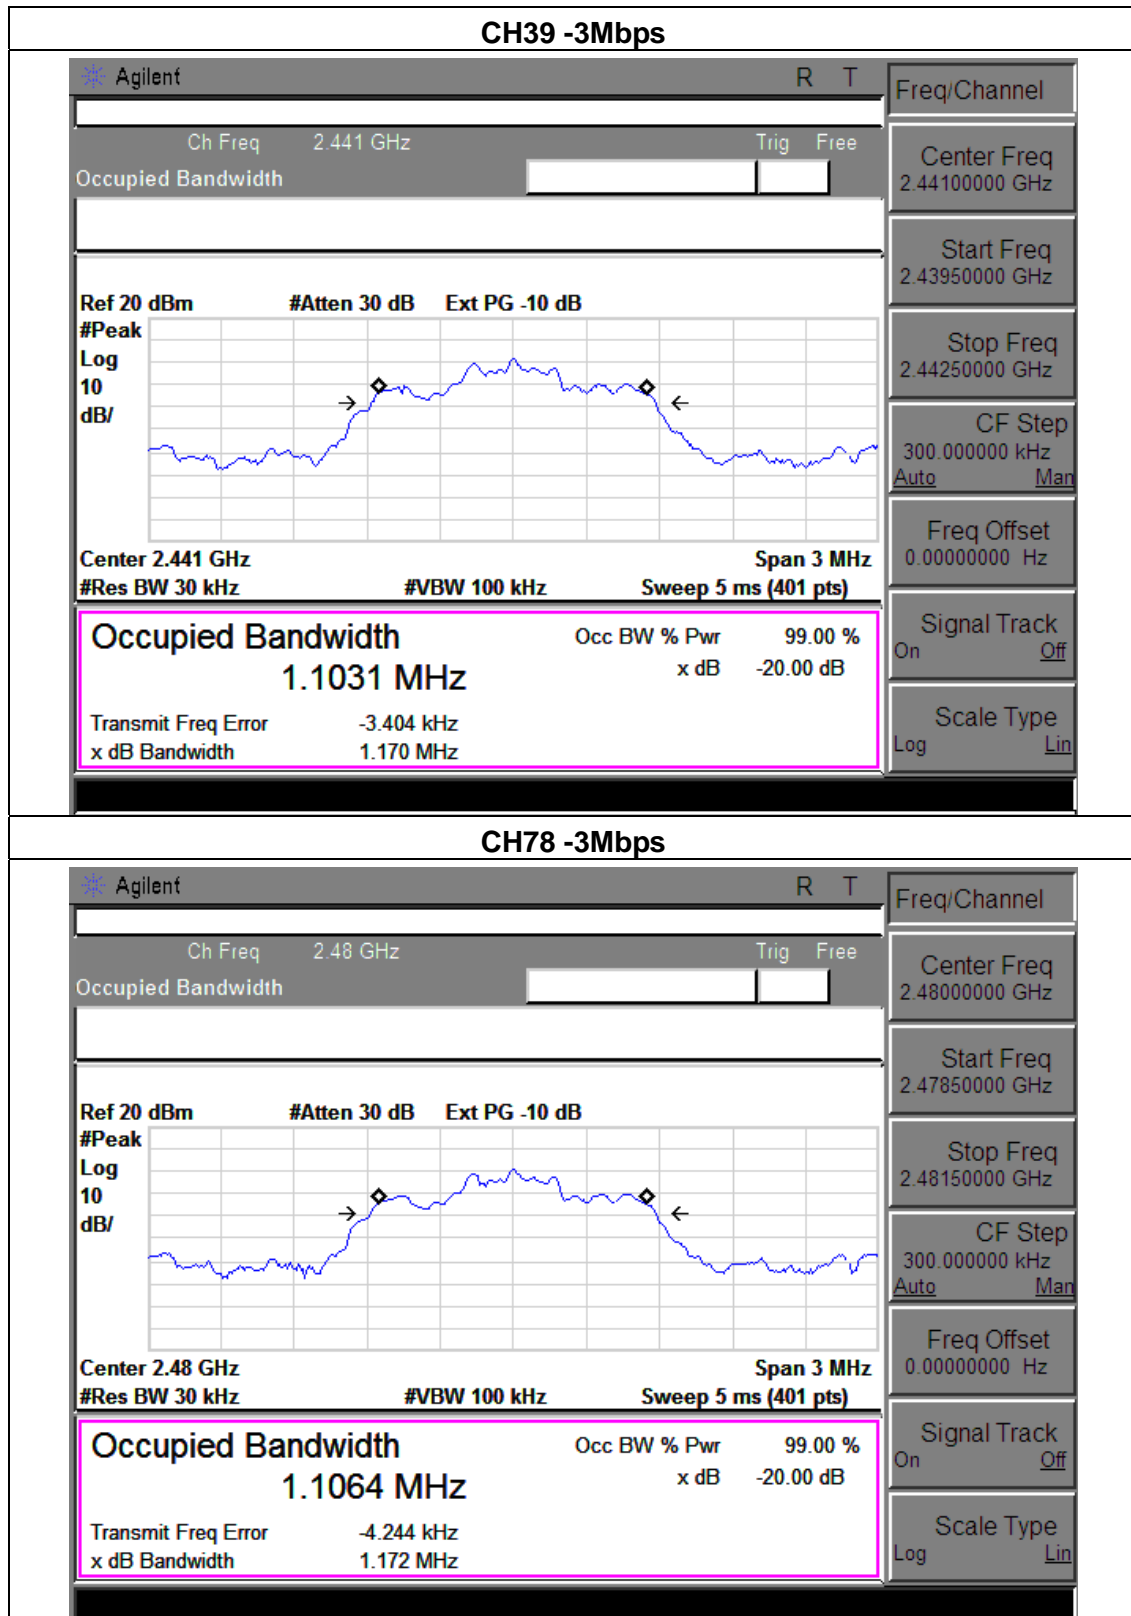 CH39 -3Mbps
Agilent R T
Freq/Channel
Ch Freq 2.441 GHz Trig Free
Occupied Bandwidth
Center Freq
2.44100000 GHz
Start Freq
2.43950000 GHz
Stop Freq
2.44250000 GHz
CF Step
300.000000 kHz
Auto Man
Freq Offset
0.00000000 Hz
Signal Track
On Off
Scale Type
Log Lin
Ref 20 dBm #Atten 30 dB Ext PG -10 dB
#Peak
Log
10
dB/
Center 2.441 GHz Span 3 MHz
#Res BW 30 kHz #VBW 100 kHz Sweep 5 ms (401 pts)
Occupied Bandwidth Occ BW % Pwr 99.00 %
1.1031 MHz x dB -20.00 dB
Transmit Freq Error -3.404 kHz
x dB Bandwidth 1.170 MHz
CH78 -3Mbps
Agilent R T
Freq/Channel
Ch Freq 2.48 GHz Trig Free
Occupied Bandwidth
Center Freq
2.48000000 GHz
Start Freq
2.47850000 GHz
Stop Freq
2.48150000 GHz
CF Step
300.000000 kHz
Auto Man
Freq Offset
0.00000000 Hz
Signal Track
On Off
Scale Type
Log Lin
Ref 20 dBm #Atten 30 dB Ext PG -10 dB
#Peak
Log
10
dB/
Center 2.48 GHz Span 3 MHz
#Res BW 30 kHz #VBW 100 kHz Sweep 5 ms (401 pts)
Occupied Bandwidth Occ BW % Pwr 99.00 %
1.1064 MHz x dB -20.00 dB
Transmit Freq Error -4.244 kHz
x dB Bandwidth 1.172 MHz